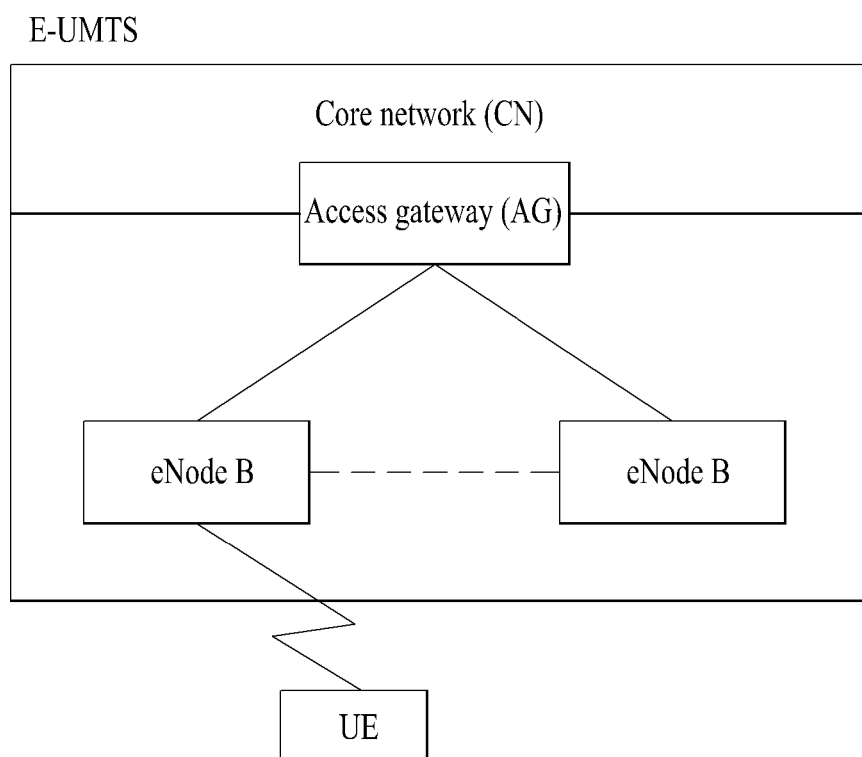 E-UMTS
Core network (CN)
Access gateway (AG)
eNode B
eNode B
UE